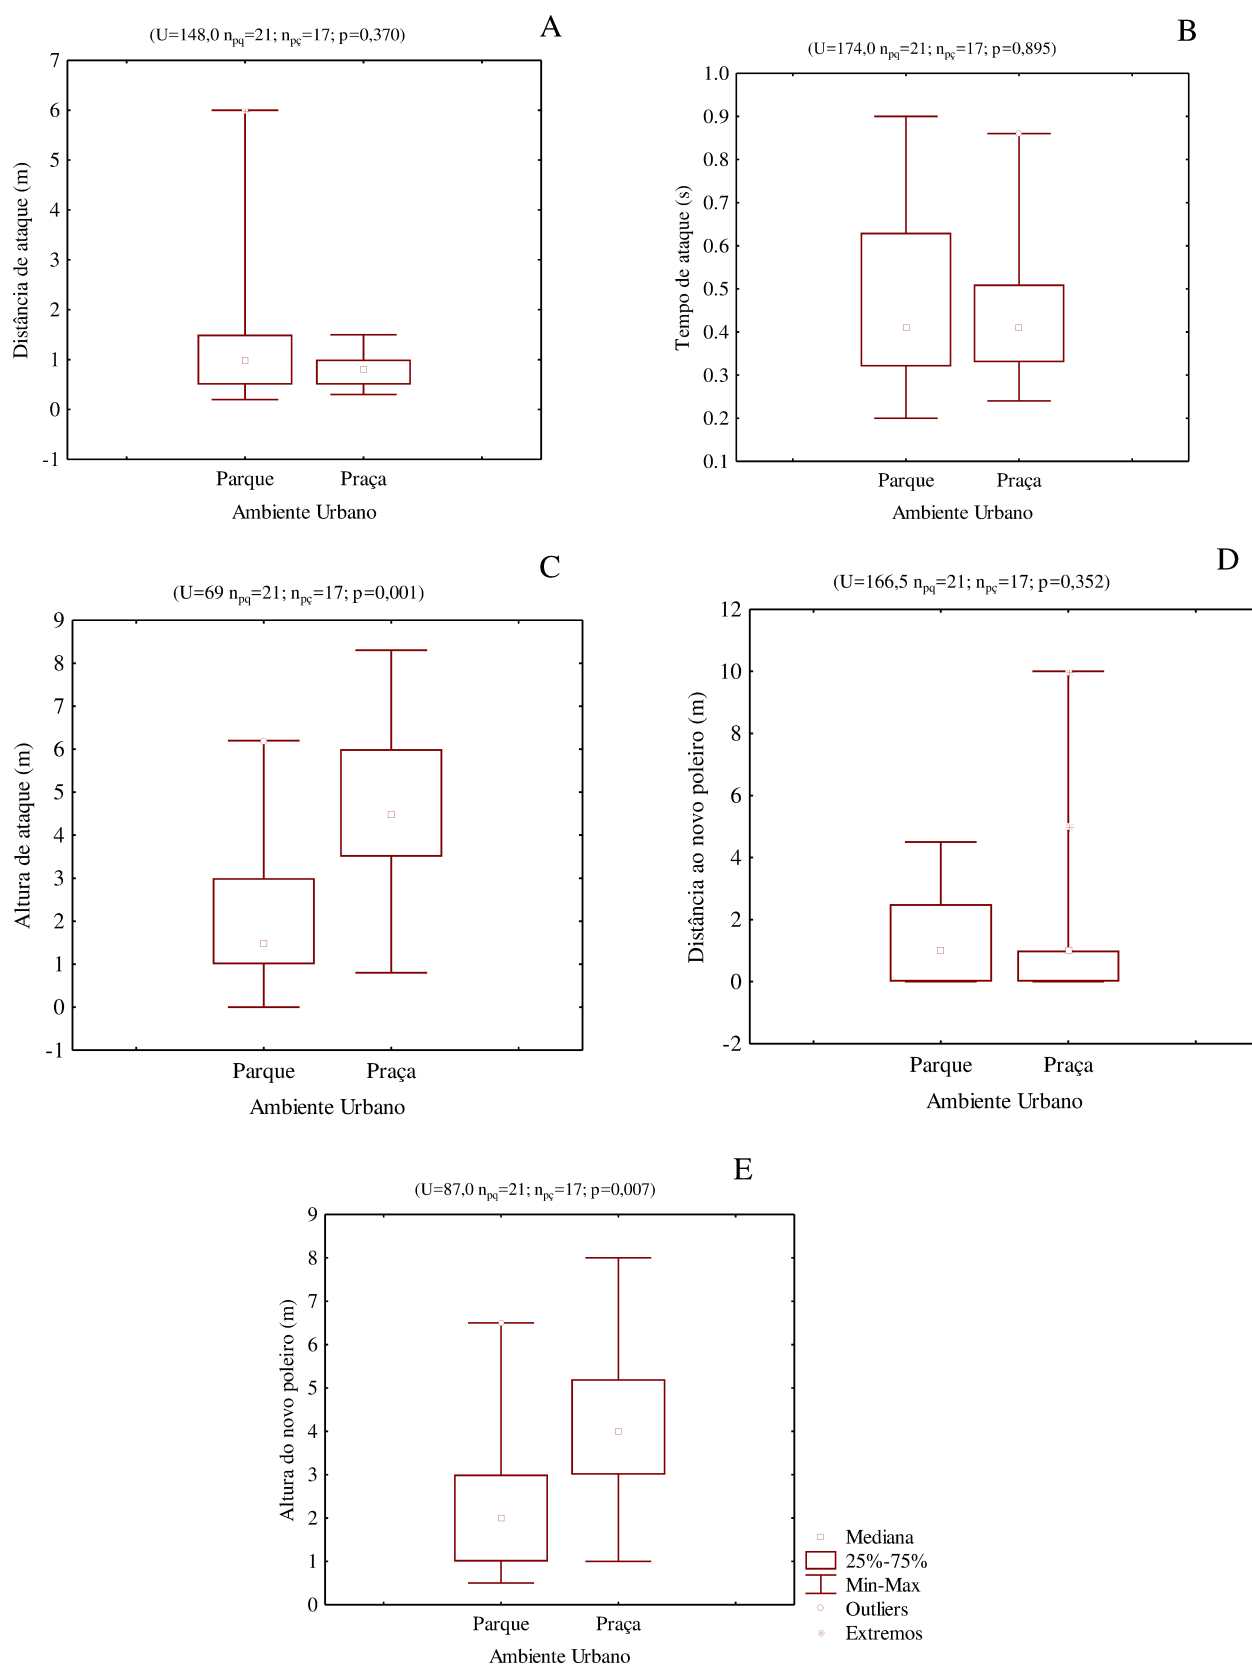 A
(U=148,0 npq=21; npç=17; p=0,370)
7
6
5
4
3
2
1
0
-1
Distância de ataque (m)
Parque Praça
Ambiente Urbano
B
(U=174,0 npq=21; npç=17; p=0,895)
1.0
0.9
0.8
0.7
0.6
0.5
0.4
0.3
0.2
0.1
Tempo de ataque (s)
Parque Praça
Ambiente Urbano
C
(U=69 npq=21; npç=17; p=0,001)
9
8
7
6
5
4
3
2
1
0
-1
Altura de ataque (m)
Parque Praça
Ambiente Urbano
D
(U=166,5 npq=21; npç=17; p=0,352)
12
10
8
6
4
2
0
-2
Distância ao novo poleiro (m)
Parque Praça
Ambiente Urbano
E
(U=87,0 npq=21; npç=17; p=0,007)
9
8
7
6
5
4
3
2
1
0
Altura do novo poleiro (m)
Parque Praça
Ambiente Urbano
Mediana
25%-75%
Min-Max
Outliers
Extremos